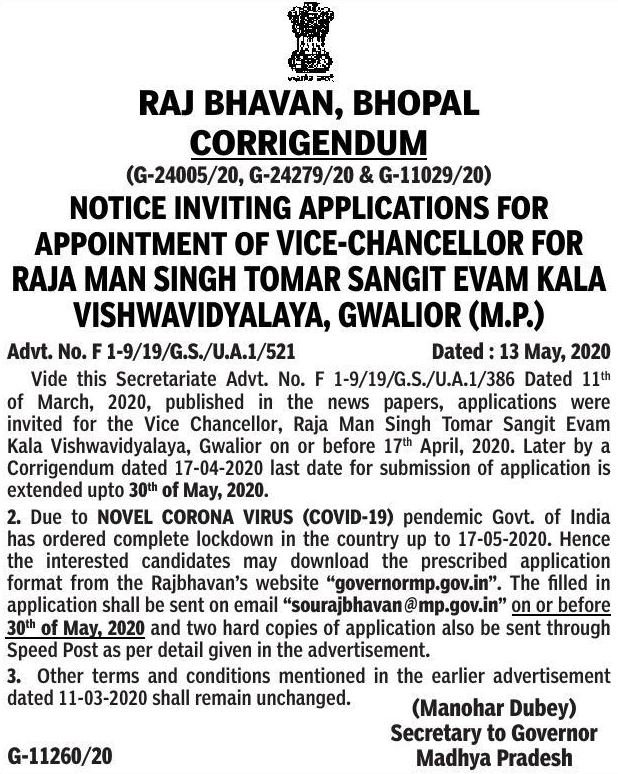 RAJ BHAVAN, BHOPAL
CORRIGENDUM
(G-24005/20, G-24279/20 & G-11029/20)
NOTICE INVITING APPLICATIONS FOR
APPOINTMENT OF VICE-CHANCELLOR FOR
RAJA MAN SINGH TOMAR SANGIT EVAM KALA
VISHWAVIDYALAYA, GWALIOR (M.P.)
Advt. No. F 1-9/19/G.S./U.A.1/521 Dated : 13 May, 2020
Vide this Secretariate Advt. No. F 1-9/19/G.S./U.A.1/386 Dated 11th
of March, 2020, published in the news papers, applications were
invited for the Vice Chancellor, Raja Man Singh Tomar Sangit Evam
Kala Vishwavidyalaya, Gwalior on or before 17th April, 2020. Later by a
Corrigendum dated 17-04-2020 last date for submission of application is
extended upto 30th of May, 2020.
2. Due to NOVEL CORONA VIRUS (COVID-19) pendemic Govt. of India
has ordered complete lockdown in the country up to 17-05-2020. Hence
the interested candidates may download the prescribed application
format from the Rajbhavan's website “governormp.gov.in”. The filled in
application shall be sent on email “sourajbhavan@mp.gov.in” on or before
30th of May, 2020 and two hard copies of application also be sent through
Speed Post as per detail given in the advertisement.
3. Other terms and conditions mentioned in the earlier advertisement
dated 11-03-2020 shall remain unchanged.
(Manohar Dubey)
Secretary to Governor
G-11260/20 Madhya Pradesh